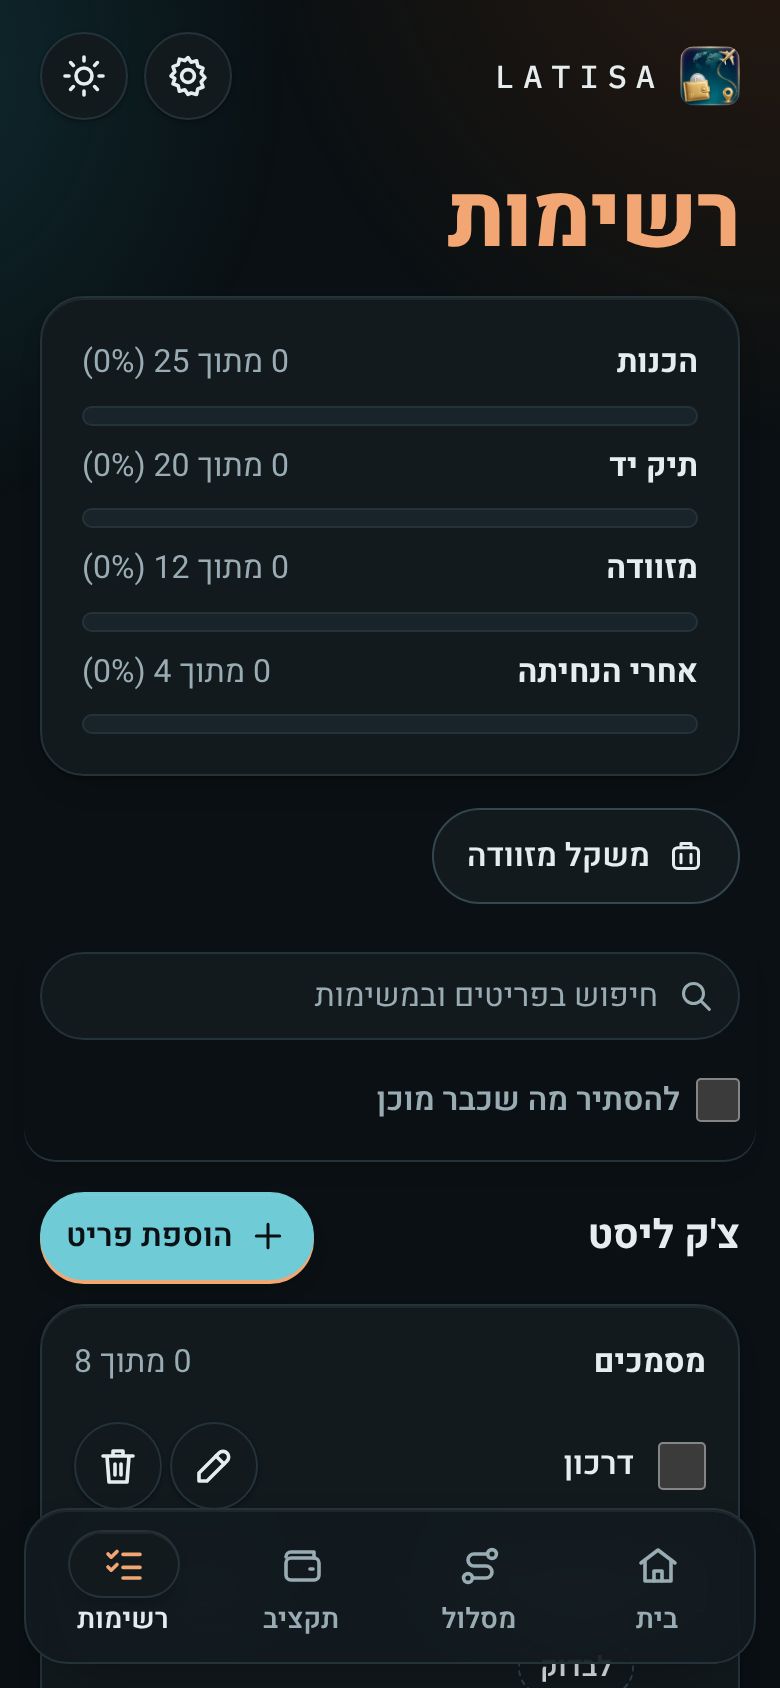 LATISA
רשימות
הכנות 0 מתוך 25 (0%)
תיק יד 0 מתוך 20 (0%)
מזוודה 0 מתוך 12 (0%)
אחרי הנחיתה 0 מתוך 4 (0%)
משקל מזוודה
חיפוש בפריטים ובמשימות
להסתיר מה שכבר מוכן
צ'ק ליסט
הוספת פריט
מסמכים 0 מתוך 8
דרכון
בית מסלול תקציב רשימות
לבדוק